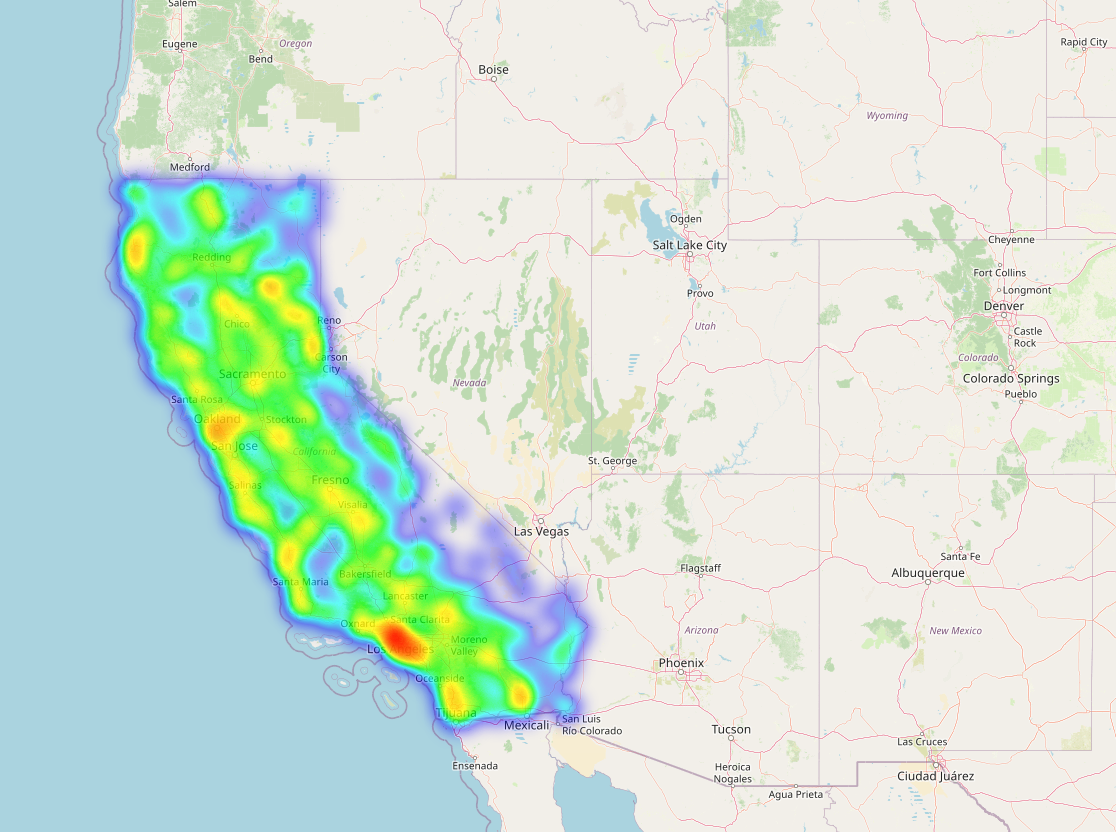 Salem
Eugene
Oregon
Bend
Rapid City
Boise
Wyoming
Medford
Ogden
Salt Lake City
Cheyenne
Redding
Fort Collins
Provo
Longmont
Denver
Chico
Reno
Utah
Castle
Rock
Carson
City
Colorado
Sacramento
Nevada
Colorado Springs
Pueblo
Santa Rosa
Oakland
Stockton
San Jose
California
St. George
Fresno
Salinas
Visalia
Las Vegas
Santa Fe
Flagstaff
Albuquerque
Bakersfield
Santa Maria
Lancaster
Santa Clarita
Oxnard
Arizona
New Mexico
Los Angeles
Moreno
Valley
Phoenix
Oceanside
Tijuana
Mexicali
San Luis
Río Colorado
Tucson
Las Cruces
Ensenada
Heroica
Nogales
Ciudad Juárez
Agua Prieta